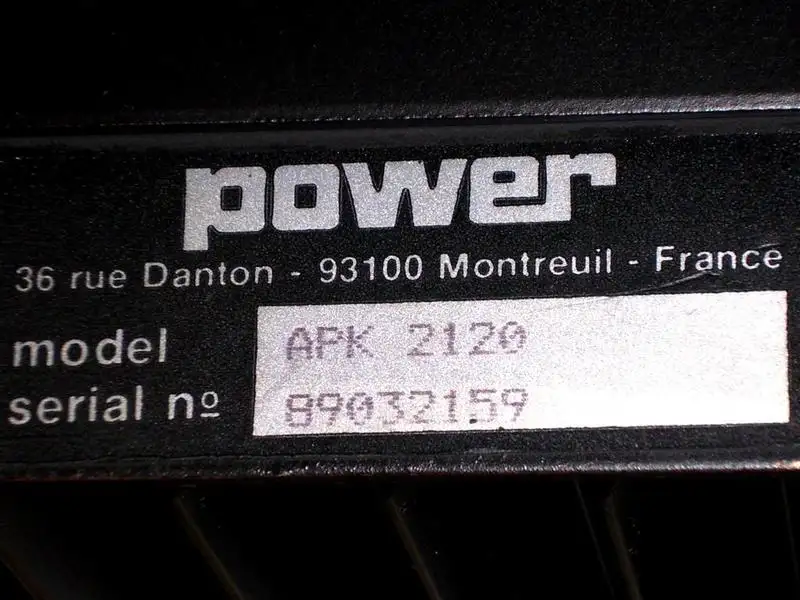 power
36 rue Danton - 93100 Montreuil - France
model APK 2120
serial nº 89032159